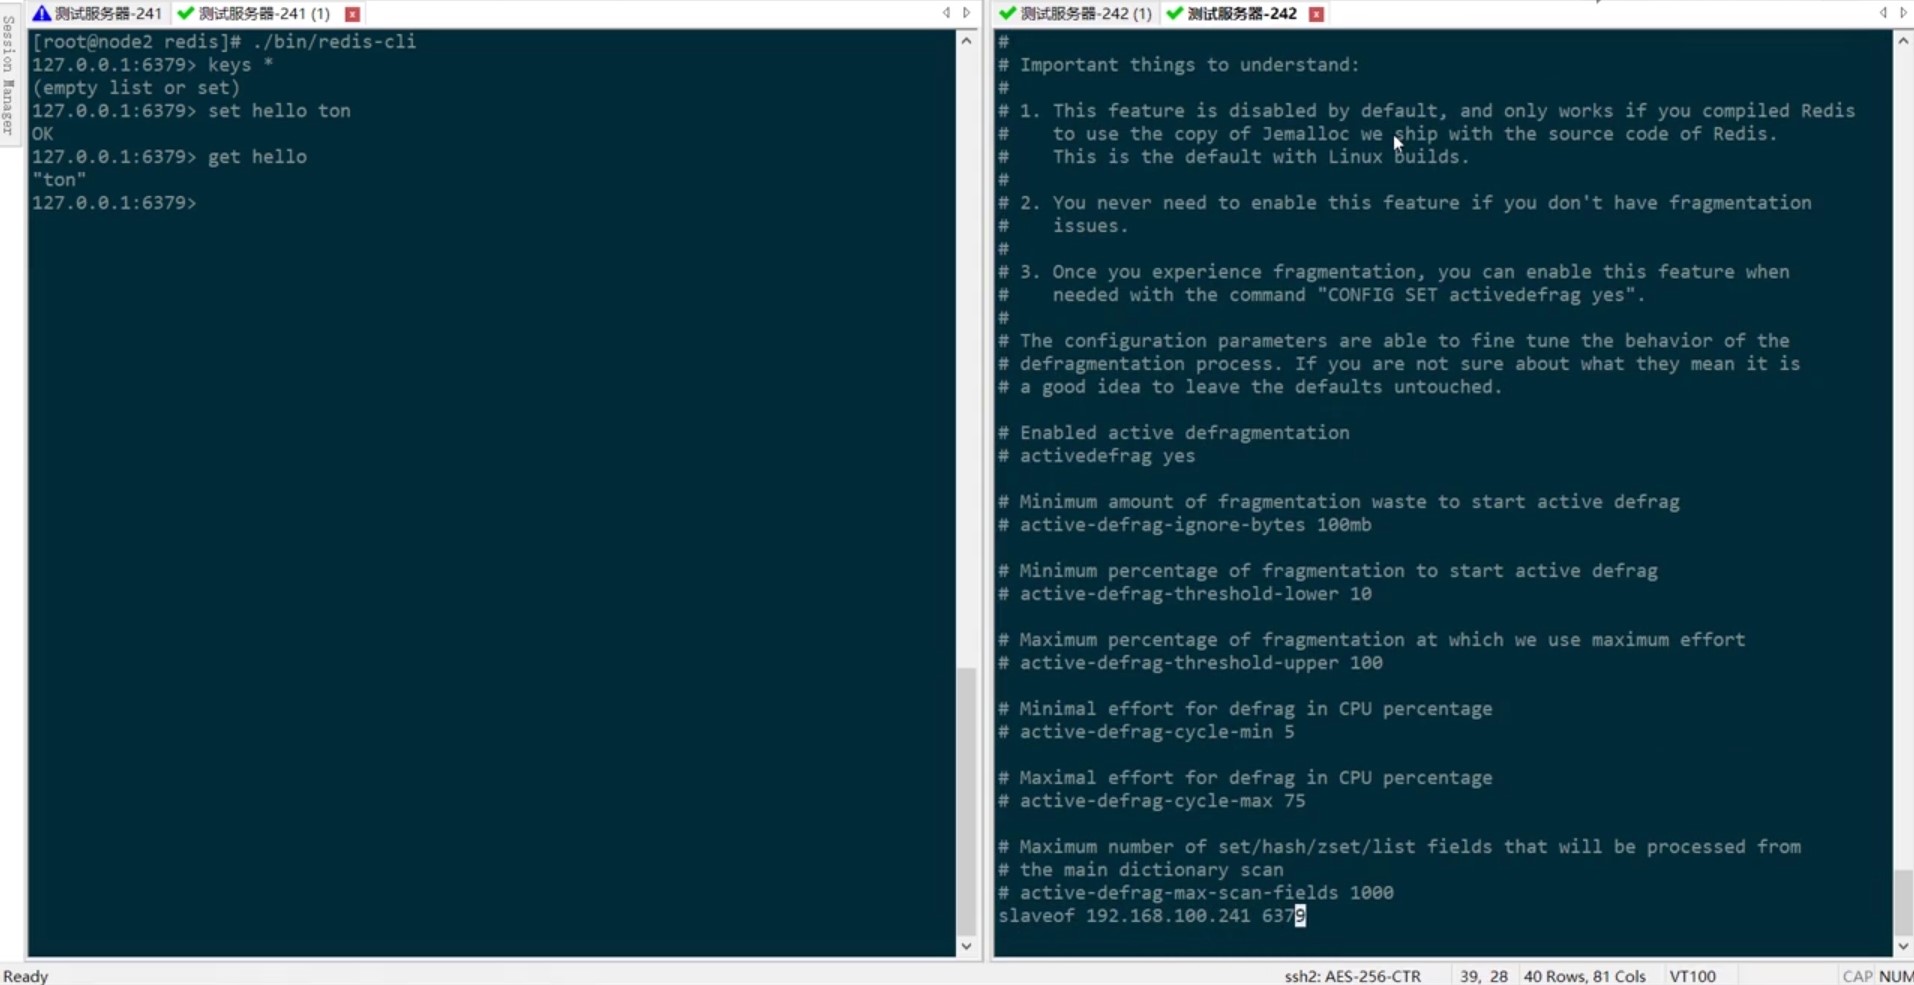 Session Manager
测试服务器-241
测试服务器-241 (1)
[root@node2 redis]# ./bin/redis-cli
127.0.0.1:6379> keys *
(empty list or set)
127.0.0.1:6379> set hello ton
OK
127.0.0.1:6379> get hello
"ton"
127.0.0.1:6379>
测试服务器-242 (1)
测试服务器-242
#
# Important things to understand:
#
# 1. This feature is disabled by default, and only works if you compiled Redis
#    to use the copy of Jemalloc we ship with the source code of Redis.
#    This is the default with Linux builds.
#
# 2. You never need to enable this feature if you don't have fragmentation
#    issues.
#
# 3. Once you experience fragmentation, you can enable this feature when
#    needed with the command "CONFIG SET activedefrag yes".
#
# The configuration parameters are able to fine tune the behavior of the
# defragmentation process. If you are not sure about what they mean it is
# a good idea to leave the defaults untouched.
# Enabled active defragmentation
# activedefrag yes
# Minimum amount of fragmentation waste to start active defrag
# active-defrag-ignore-bytes 100mb
# Minimum percentage of fragmentation to start active defrag
# active-defrag-threshold-lower 10
# Maximum percentage of fragmentation at which we use maximum effort
# active-defrag-threshold-upper 100
# Minimal effort for defrag in CPU percentage
# active-defrag-cycle-min 5
# Maximal effort for defrag in CPU percentage
# active-defrag-cycle-max 75
# Maximum number of set/hash/zset/list fields that will be processed from
# the main dictionary scan
# active-defrag-max-scan-fields 1000
slaveof 192.168.100.241 6379
Ready
ssh2: AES-256-CTR
39, 28
40 Rows, 81 Cols
VT100
CAP NUM